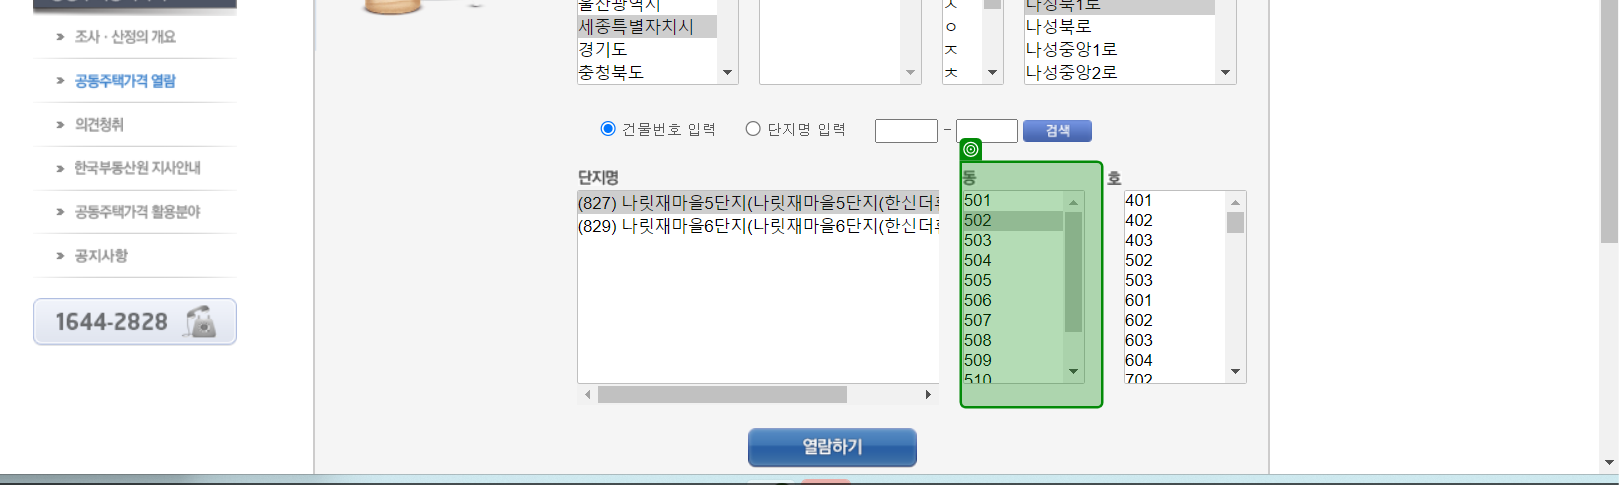 조사 · 산정의 개요
공동주택가격 열람
의견청취
한국부동산원 지사안내
공동주택가격 활용분야
공지사항
1644-2828
울산광역시
세종특별자치시
경기도
충청북도
ㅅ
ㅇ
ㅈ
ㅊ
나성북1로
나성북로
나성중앙1로
나성중앙2로
건물번호 입력
단지명 입력
–
검색
단지명
(827) 나릿재마을5단지(나릿재마을5단지(한신더
(829) 나릿재마을6단지(나릿재마을6단지(한신더
동
501
502
503
504
505
506
507
508
509
510
호
401
402
403
502
503
601
602
603
604
702
열람하기